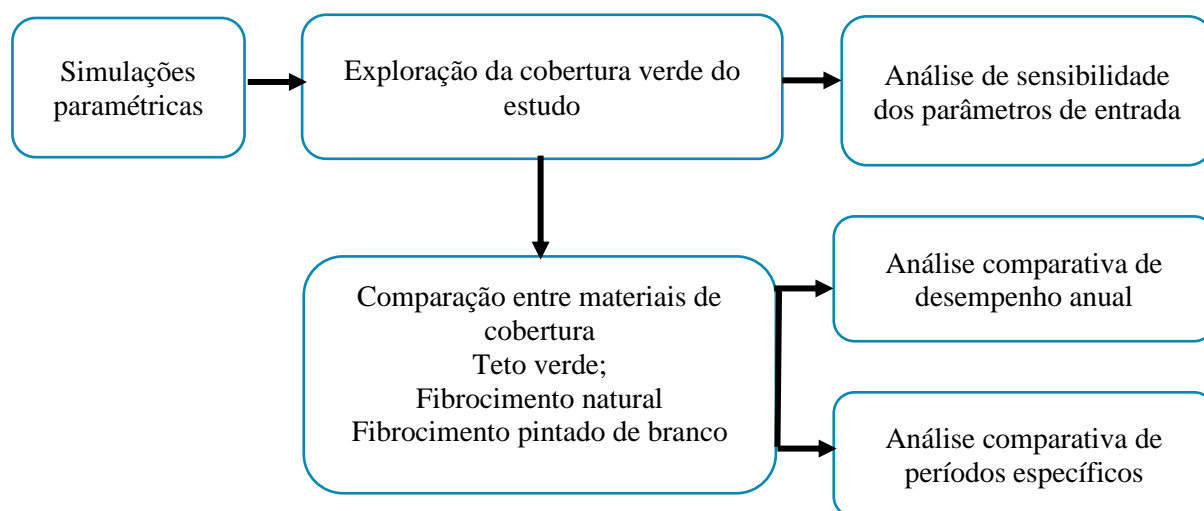 Simulações
paramétricas
Exploração da cobertura verde do
estudo
Análise de sensibilidade
dos parâmetros de entrada
Comparação entre materiais de
cobertura
Teto verde;
Fibrocimento natural
Fibrocimento pintado de branco
Análise comparativa de
desempenho anual
Análise comparativa de
períodos específicos